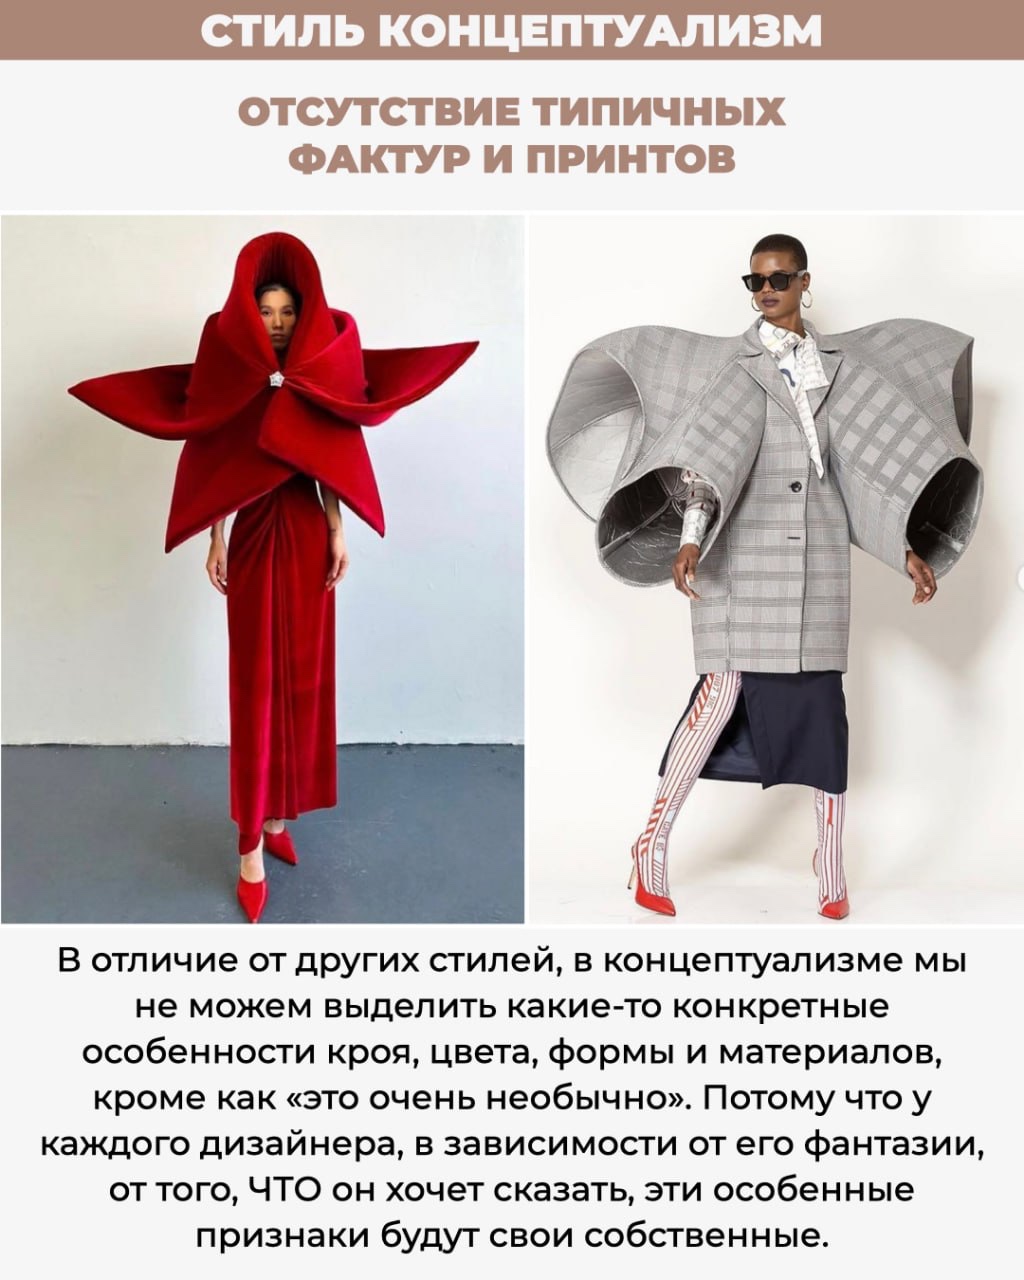 СТИЛЬ КОНЦЕПТУАЛИЗМ
ОТСУТСТВИЕ ТИПИЧНЫХ
ФАКТУР И ПРИНТОВ
В отличие от других стилей, в концептуализме мы
не можем выделить какие-то конкретные
особенности кроя, цвета, формы и материалов,
кроме как «это очень необычно». Потому что у
каждого дизайнера, в зависимости от его фантазии,
от того, ЧТО он хочет сказать, эти особенные
признаки будут свои собственные.